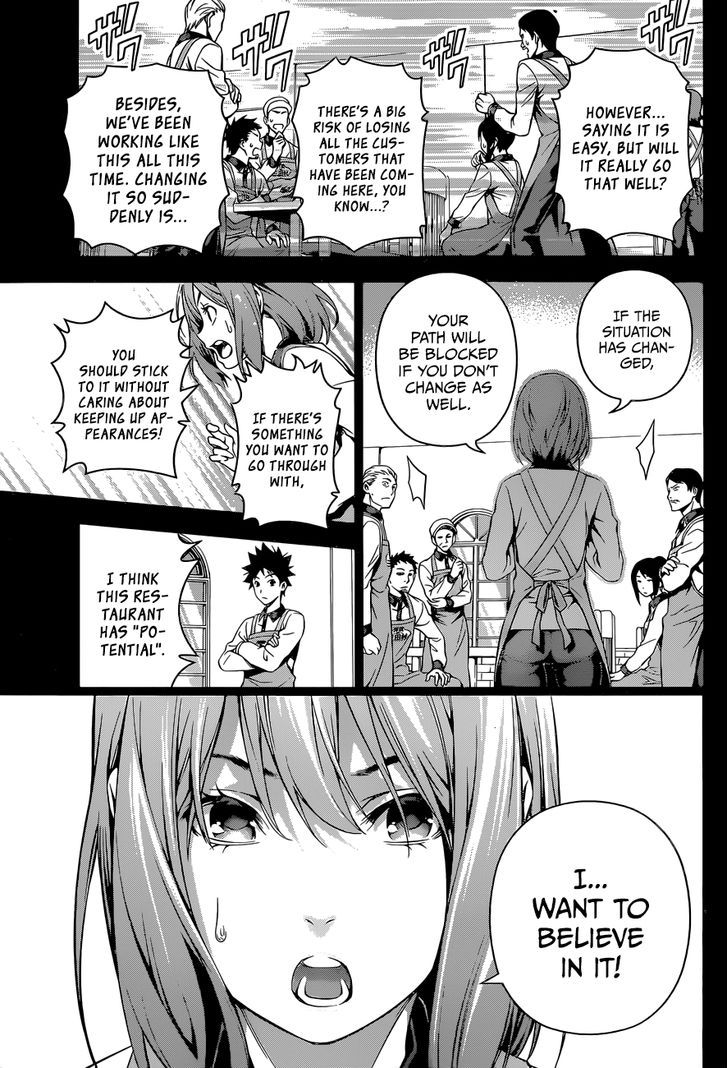 HOWEVER...
SAYING IT IS
EASY, BUT WILL
IT REALLY GO
THAT WELL?
THERE'S A BIG
RISK OF LOSING
ALL THE CUS-
TOMERS THAT
HAVE BEEN COM-
ING HERE, YOU
KNOW...?
BESIDES,
WE'VE BEEN
WORKING LIKE
THIS ALL THIS
TIME. CHANGING
IT SO SUD-
DENLY IS...
ザワ
ザワ
ザワ
ザワ
IF THE
SITUATION
HAS CHAN-
GED,
YOUR
PATH WILL
BE BLOCKED
IF YOU DON'T
CHANGE AS
WELL.
IF THERE'S
SOMETHING
YOU WANT TO
GO THROUGH
WITH,
YOU
SHOULD STICK
TO IT WITHOUT
CARING ABOUT
KEEPING UP AP-
PEARANCES!
I THINK
THIS RES-
TAURANT
HAS "PO-
TENTIAL".
I...
WANT TO
BELIEVE
IN IT!